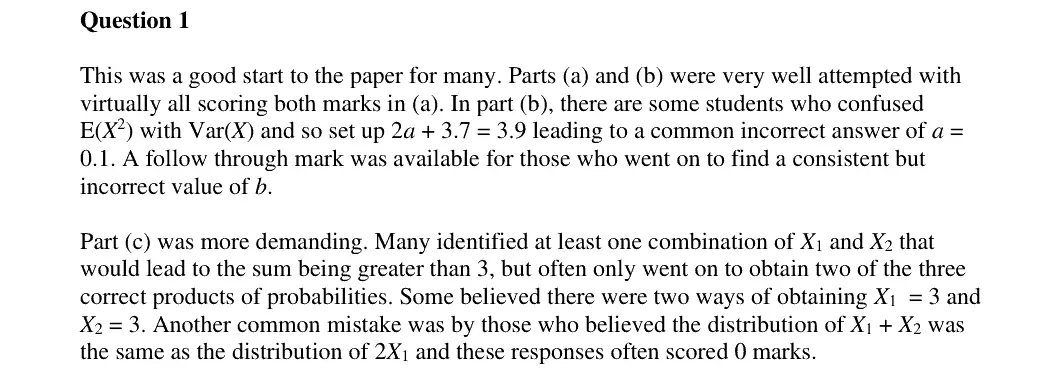 Question 1
This was a good start to the paper for many. Parts (a) and (b) were very well attempted with
virtually all scoring both marks in (a). In part (b), there are some students who confused
E(X²) with Var(X) and so set up 2a + 3.7 = 3.9 leading to a common incorrect answer of a =
0.1. A follow through mark was available for those who went on to find a consistent but
incorrect value of b.
Part (c) was more demanding. Many identified at least one combination of X₁ and X₂ that
would lead to the sum being greater than 3, but often only went on to obtain two of the three
correct products of probabilities. Some believed there were two ways of obtaining X₁ = 3 and
X₂ = 3. Another common mistake was by those who believed the distribution of X₁ + X₂ was
the same as the distribution of 2X₁ and these responses often scored 0 marks.